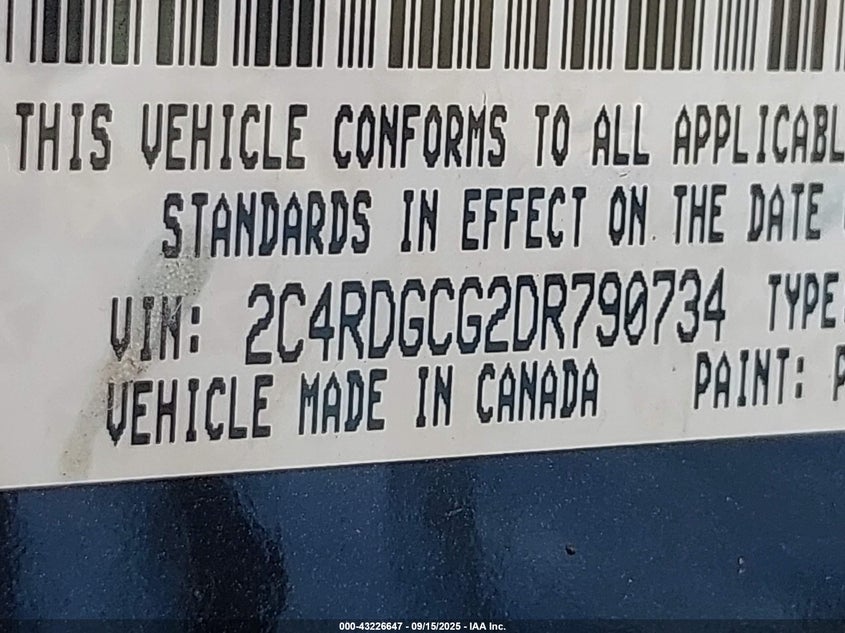 THIS VEHICLE CONFORMS TO ALL APPLICABL
STANDARDS IN EFFECT ON THE DATE
VIN: 2C4RDGCG2DR790734 TYPE
VEHICLE MADE IN CANADA PAINT: P
000-43226647 - 09/15/2025 - IAA Inc.